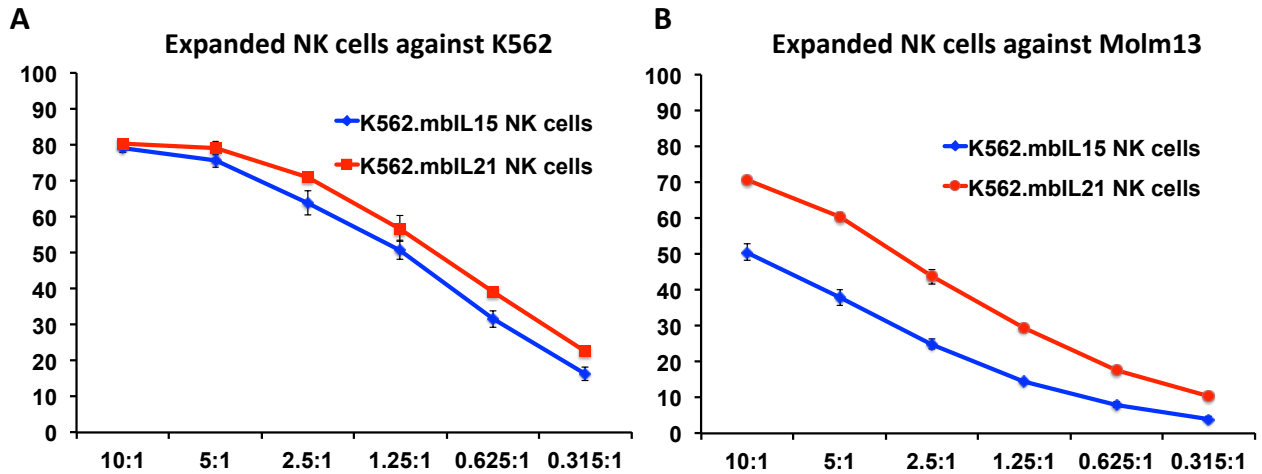 A
Expanded NK cells against K562
100
90
80
70
60
50
40
30
20
10
0
K562.mbIL15 NK cells
K562.mbIL21 NK cells
10:1 5:1 2.5:1 1.25:1 0.625:1 0.315:1
B
Expanded NK cells against Molm13
100
90
80
70
60
50
40
30
20
10
0
K562.mbIL15 NK cells
K562.mbIL21 NK cells
10:1 5:1 2.5:1 1.25:1 0.625:1 0.315:1